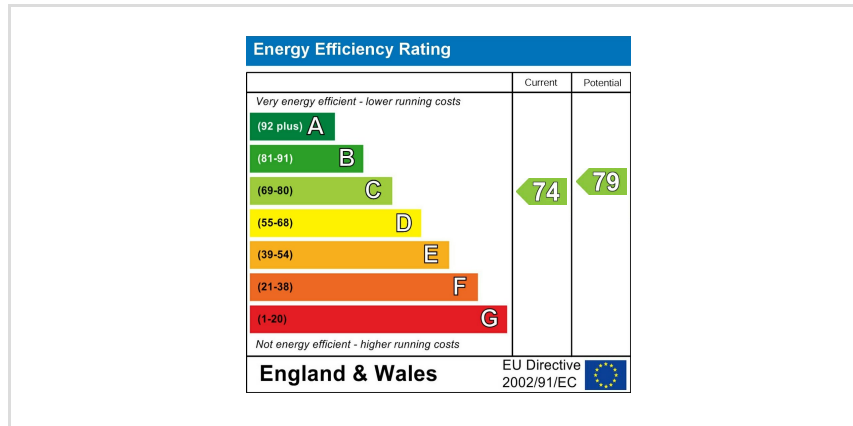 Energy Efficiency Rating
Current Potential
Very energy efficient - lower running costs
(92 plus) A
(81-91) B
(69-80) C
74 79
(55-68) D
(39-54) E
(21-38) F
(1-20) G
Not energy efficient - higher running costs
England & Wales
EU Directive
2002/91/EC